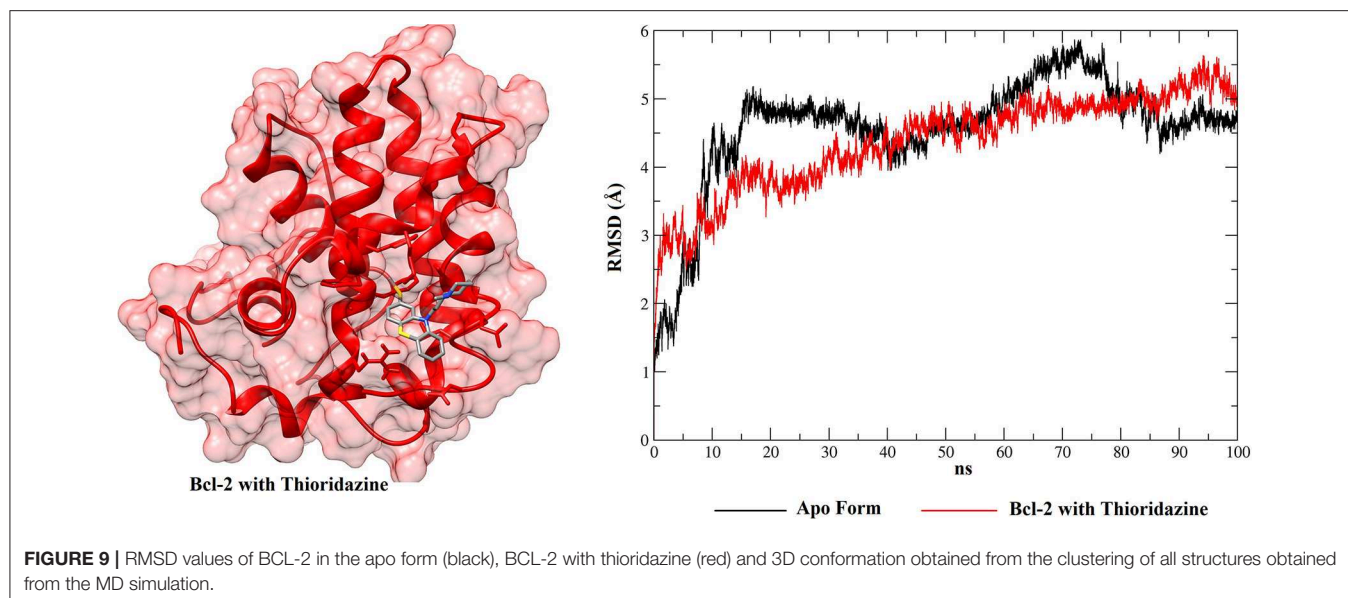 Bcl-2 with Thioridazine
6
5
4
3
2
1
0
RMSD (Å)
0 10 20 30 40 50 60 70 80 90 100
ns
Apo Form Bcl-2 with Thioridazine
FIGURE 9 | RMSD values of BCL-2 in the apo form (black), BCL-2 with thioridazine (red) and 3D conformation obtained from the clustering of all structures obtained
from the MD simulation.